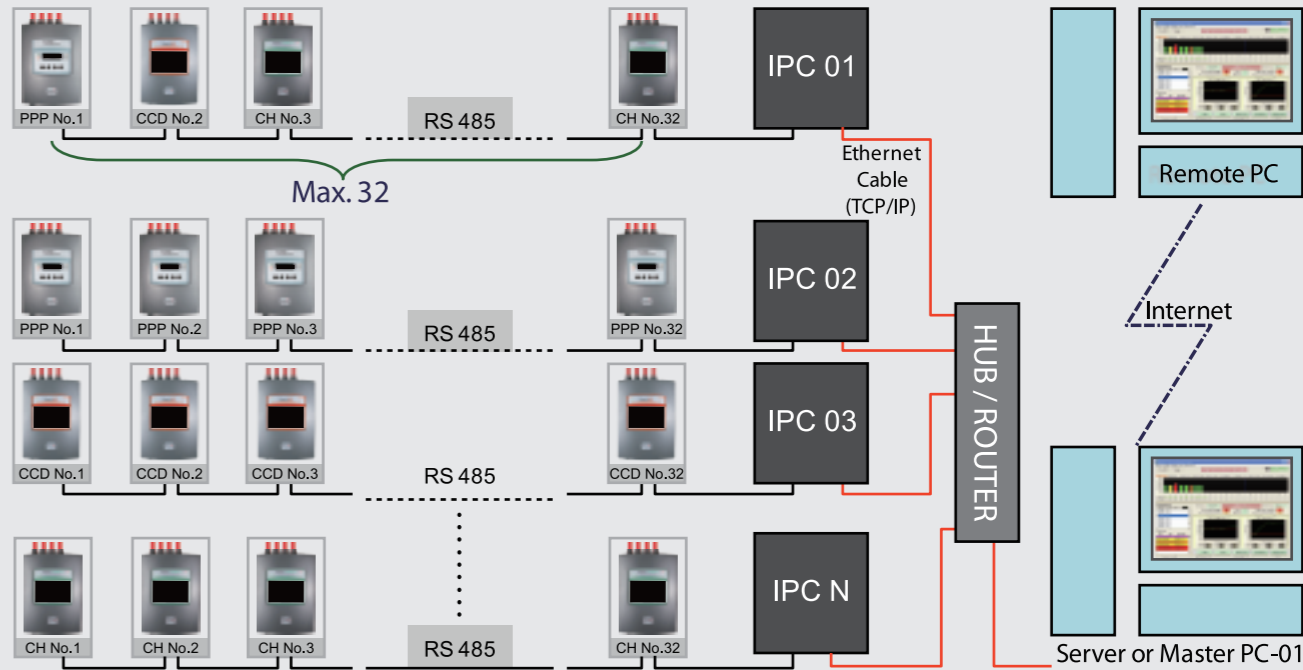 IPC 01
PPP No.1
CCD No.2
CH No.3
RS 485
CH No.32
Ethernet
Cable
(TCP/IP)
Remote PC
Max. 32
IPC 02
PPP No.1
PPP No.2
PPP No.3
RS 485
PPP No.32
Internet
HUB / ROUTER
IPC 03
CCD No.1
CCD No.2
CCD No.3
RS 485
CCD No.32
IPC N
CH No.1
CH No.2
CH No.3
RS 485
CH No.32
Server or Master PC-01